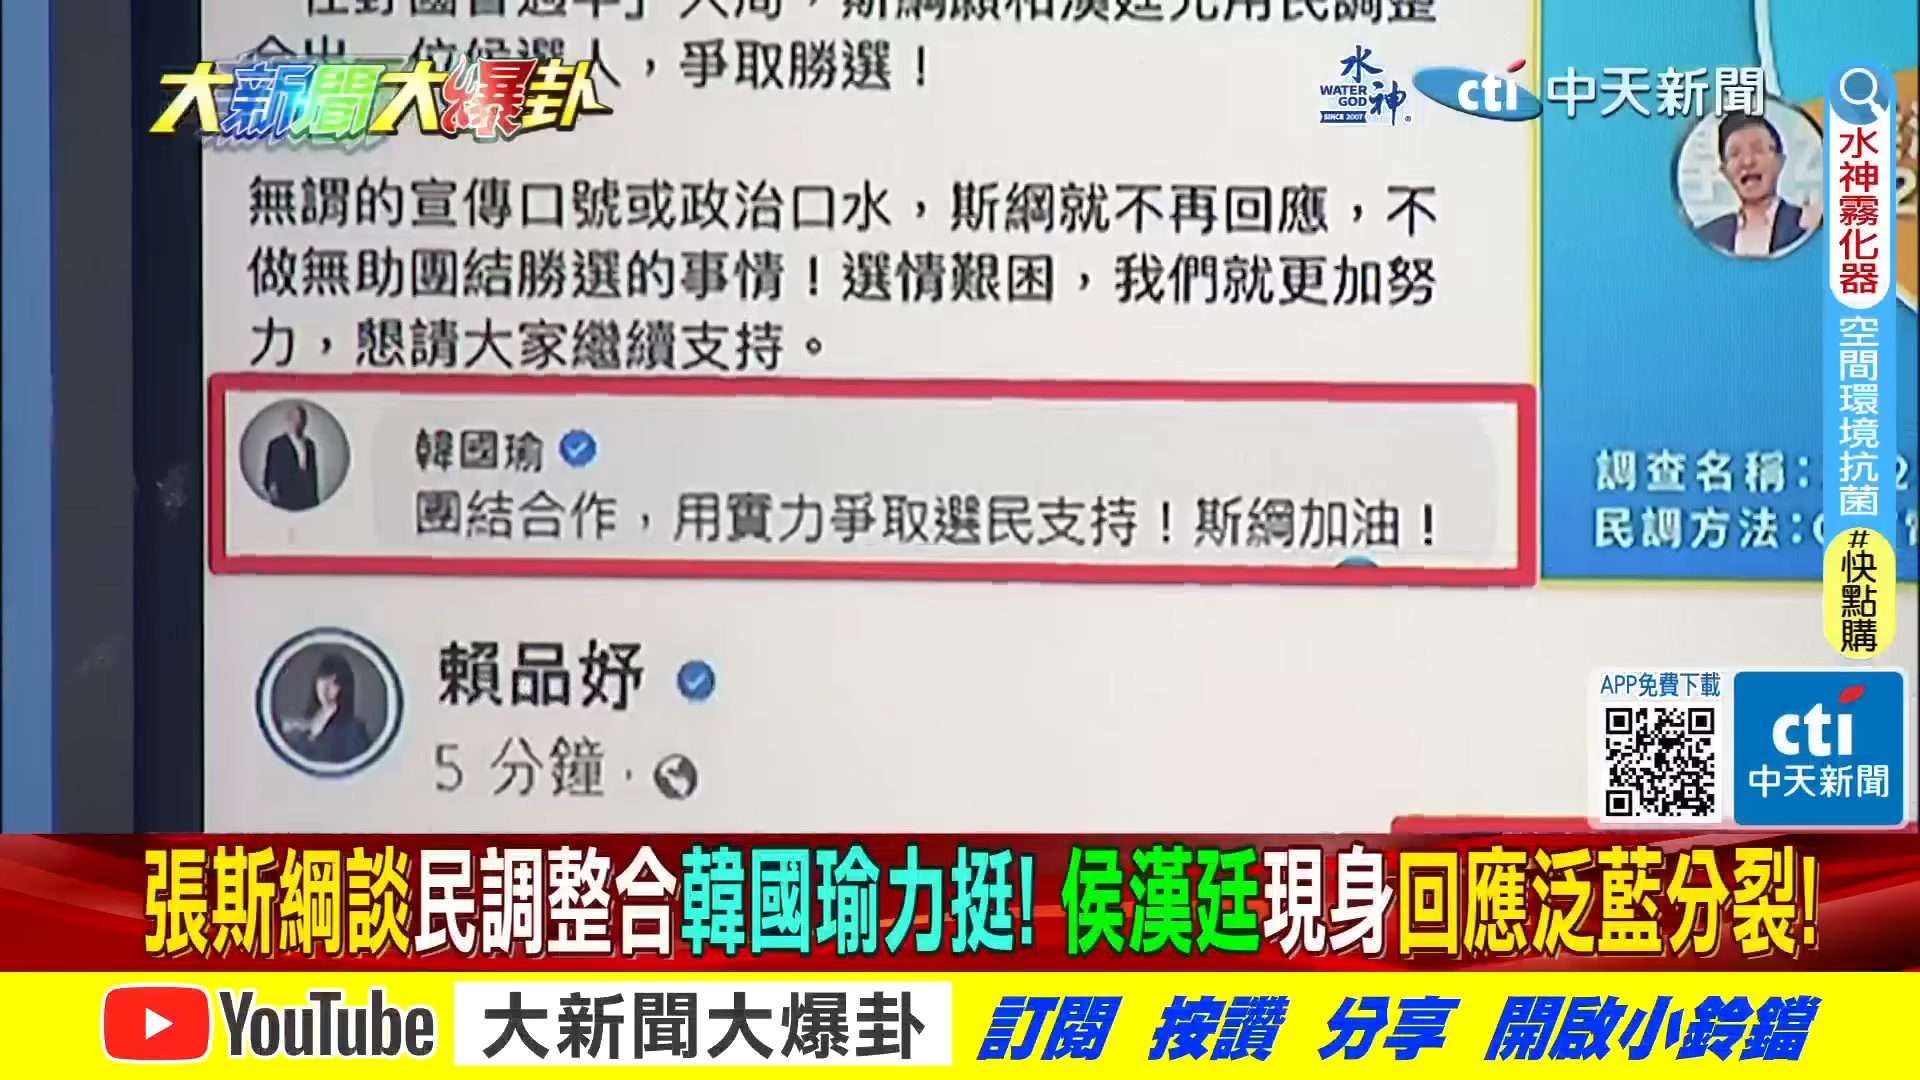 人，爭取勝選！
大新聞大爆卦
水神
WATER GOD
SINCE 2007
cti 中天新聞
無謂的宣傳口號或政治口水，斯綱就不再回應，不
做無助團結勝選的事情！選情艱困，我們就更加努
力，懇請大家繼續支持。
韓國瑜
團結合作，用實力爭取選民支持！斯綱加油！
賴品妤
5 分鐘
調查名稱：
民調方法：
水神霧化器
空間環境抗菌
#快點購
APP免費下載
cti
中天新聞
張斯綱談民調整合韓國瑜力挺! 侯漢廷現身回應泛藍分裂!
YouTube 大新聞大爆卦 訂閱 按讚 分享 開啟小鈴鐺